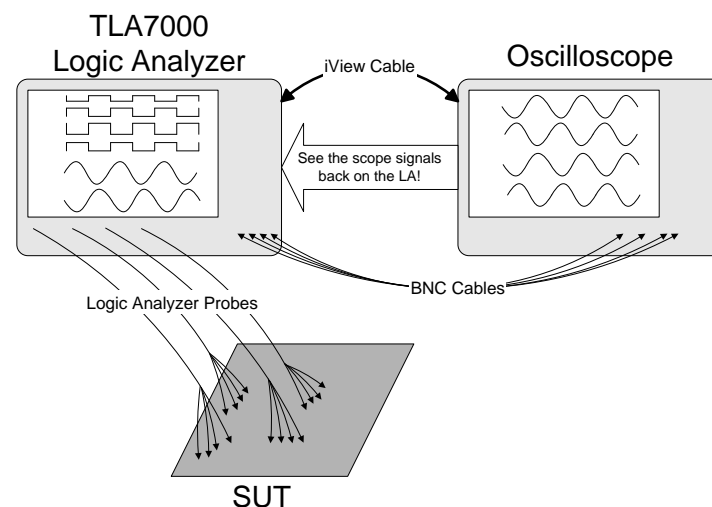 TLA7000
Logic Analyzer
iView Cable
Oscilloscope
See the scope signals
back on the LA!
BNC Cables
Logic Analyzer Probes
SUT